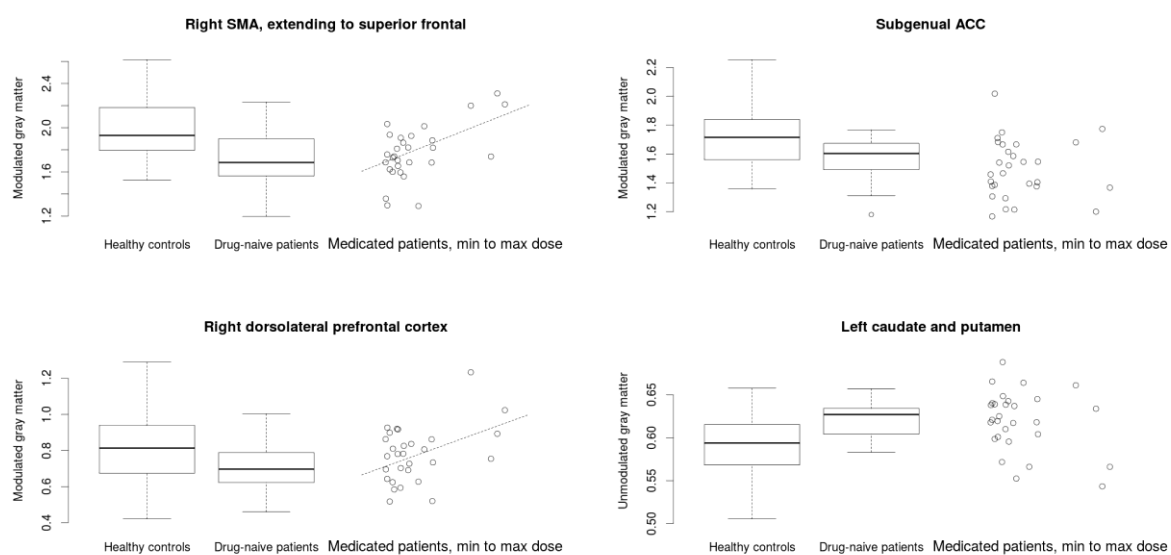 Right SMA, extending to superior frontal
Modulated gray matter
2.4
2.0
1.6
1.2
Healthy controls
Drug-naive patients
Medicated patients, min to max dose
Subgenual ACC
Modulated gray matter
2.2
2.0
1.8
1.6
1.4
1.2
Healthy controls
Drug-naive patients
Medicated patients, min to max dose
Right dorsolateral prefrontal cortex
Modulated gray matter
1.2
1.0
0.8
0.6
0.4
Healthy controls
Drug-naive patients
Medicated patients, min to max dose
Left caudate and putamen
Unmodulated gray matter
0.65
0.60
0.55
0.50
Healthy controls
Drug-naive patients
Medicated patients, min to max dose